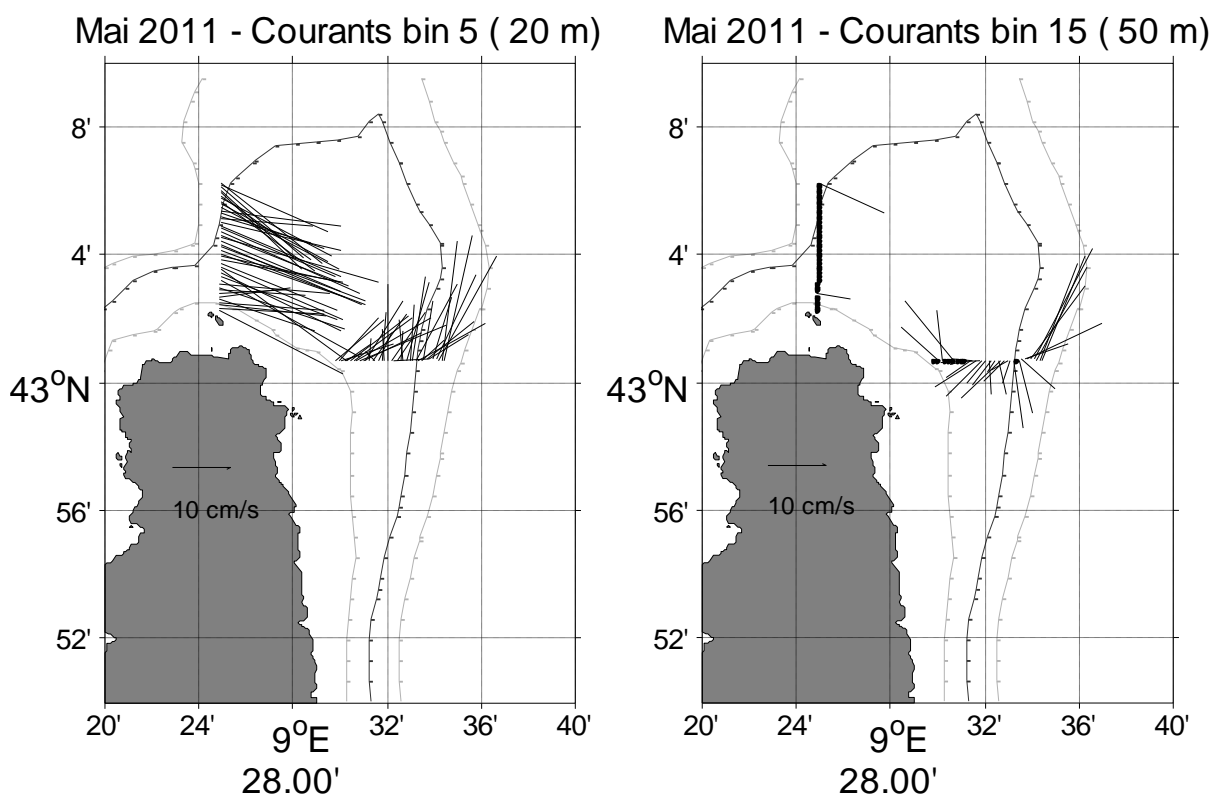 Mai 2011 - Courants bin 5 ( 20 m)
8'
4'
43°N
56'
52'
10 cm/s
20'
24'
9°E
28.00'
32'
36'
40'
Mai 2011 - Courants bin 15 ( 50 m)
8'
4'
43°N
56'
52'
10 cm/s
20'
24'
9°E
28.00'
32'
36'
40'